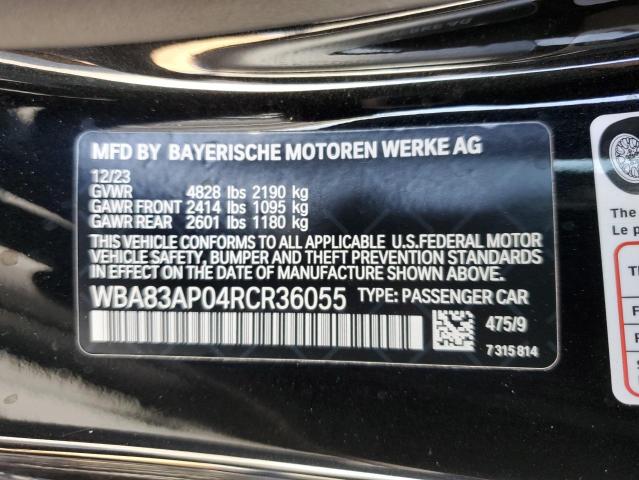 MFD BY BAYERISCHE MOTOREN WERKE AG
12/23
GVWR 4828 lbs 2190 kg
GAWR FRONT 2414 lbs 1095 kg
GAWR REAR 2601 lbs 1180 kg
THIS VEHICLE CONFORMS TO ALL APPLICABLE U.S.FEDERAL MOTOR
VEHICLE SAFETY, BUMPER AND THEFT PREVENTION STANDARDS
IN EFFECT ON THE DATE OF MANUFACTURE SHOWN ABOVE.
WBA83AP04RCR36055 TYPE: PASSENGER CAR
475/9
7 315 814
The
Le p